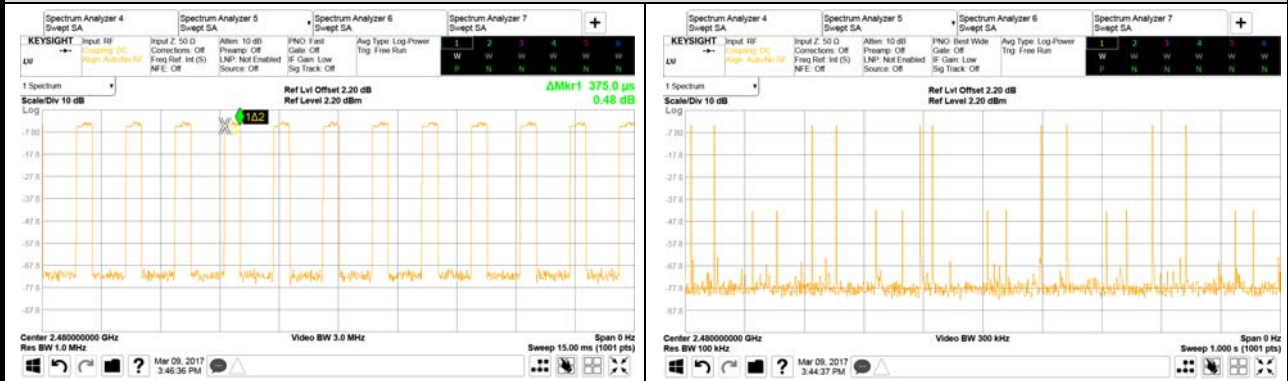 Spectrum Analyzer 4
Swept SA
Spectrum Analyzer 5
Swept SA
Spectrum Analyzer 6
Swept SA
Spectrum Analyzer 7
Swept SA
+
KEYSIGHT
LXI
Input: RF
Coupling: DC
Align: Auto/No RF
Input Z: 50 Ω
Corrections: Off
Freq Ref: Int (S)
NFE: Off
Atten: 10 dB
Preamp: Off
LNP: Not Enabled
Source: Off
PNO: Fast
Gate: Off
IF Gain: Low
Sig Track: Off
Avg Type: Log-Power
Trig: Free Run
1 2 3 4 5 6
W W W W W W
P N N N N N
1 Spectrum
Scale/Div 10 dB
Log
Ref Lvl Offset 2.20 dB
Ref Level 2.20 dBm
ΔMkr1 375.0 µs
0.48 dB
1Δ2
X
-7.80
-17.8
-27.8
-37.8
-47.8
-57.8
-67.8
-77.8
-87.8
Center 2.480000000 GHz
Res BW 1.0 MHz
Video BW 3.0 MHz
Span 0 Hz
Sweep 15.00 ms (1001 pts)
?
Mar 09, 2017
3:46:36 PM
Spectrum Analyzer 4
Swept SA
Spectrum Analyzer 5
Swept SA
Spectrum Analyzer 6
Swept SA
Spectrum Analyzer 7
Swept SA
+
KEYSIGHT
LXI
Input: RF
Coupling: DC
Align: Auto/No RF
Input Z: 50 Ω
Corrections: Off
Freq Ref: Int (S)
NFE: Off
Atten: 10 dB
Preamp: Off
LNP: Not Enabled
Source: Off
PNO: Best Wide
Gate: Off
IF Gain: Low
Sig Track: Off
Avg Type: Log-Power
Trig: Free Run
1 2 3 4 5 6
W W W W W W
P N N N N N
1 Spectrum
Scale/Div 10 dB
Log
Ref Lvl Offset 2.20 dB
Ref Level 2.20 dBm
-7.80
-17.8
-27.8
-37.8
-47.8
-57.8
-67.8
-77.8
-87.8
Center 2.480000000 GHz
Res BW 100 kHz
Video BW 300 kHz
Span 0 Hz
Sweep 1.000 s (1001 pts)
?
Mar 09, 2017
3:44:37 PM